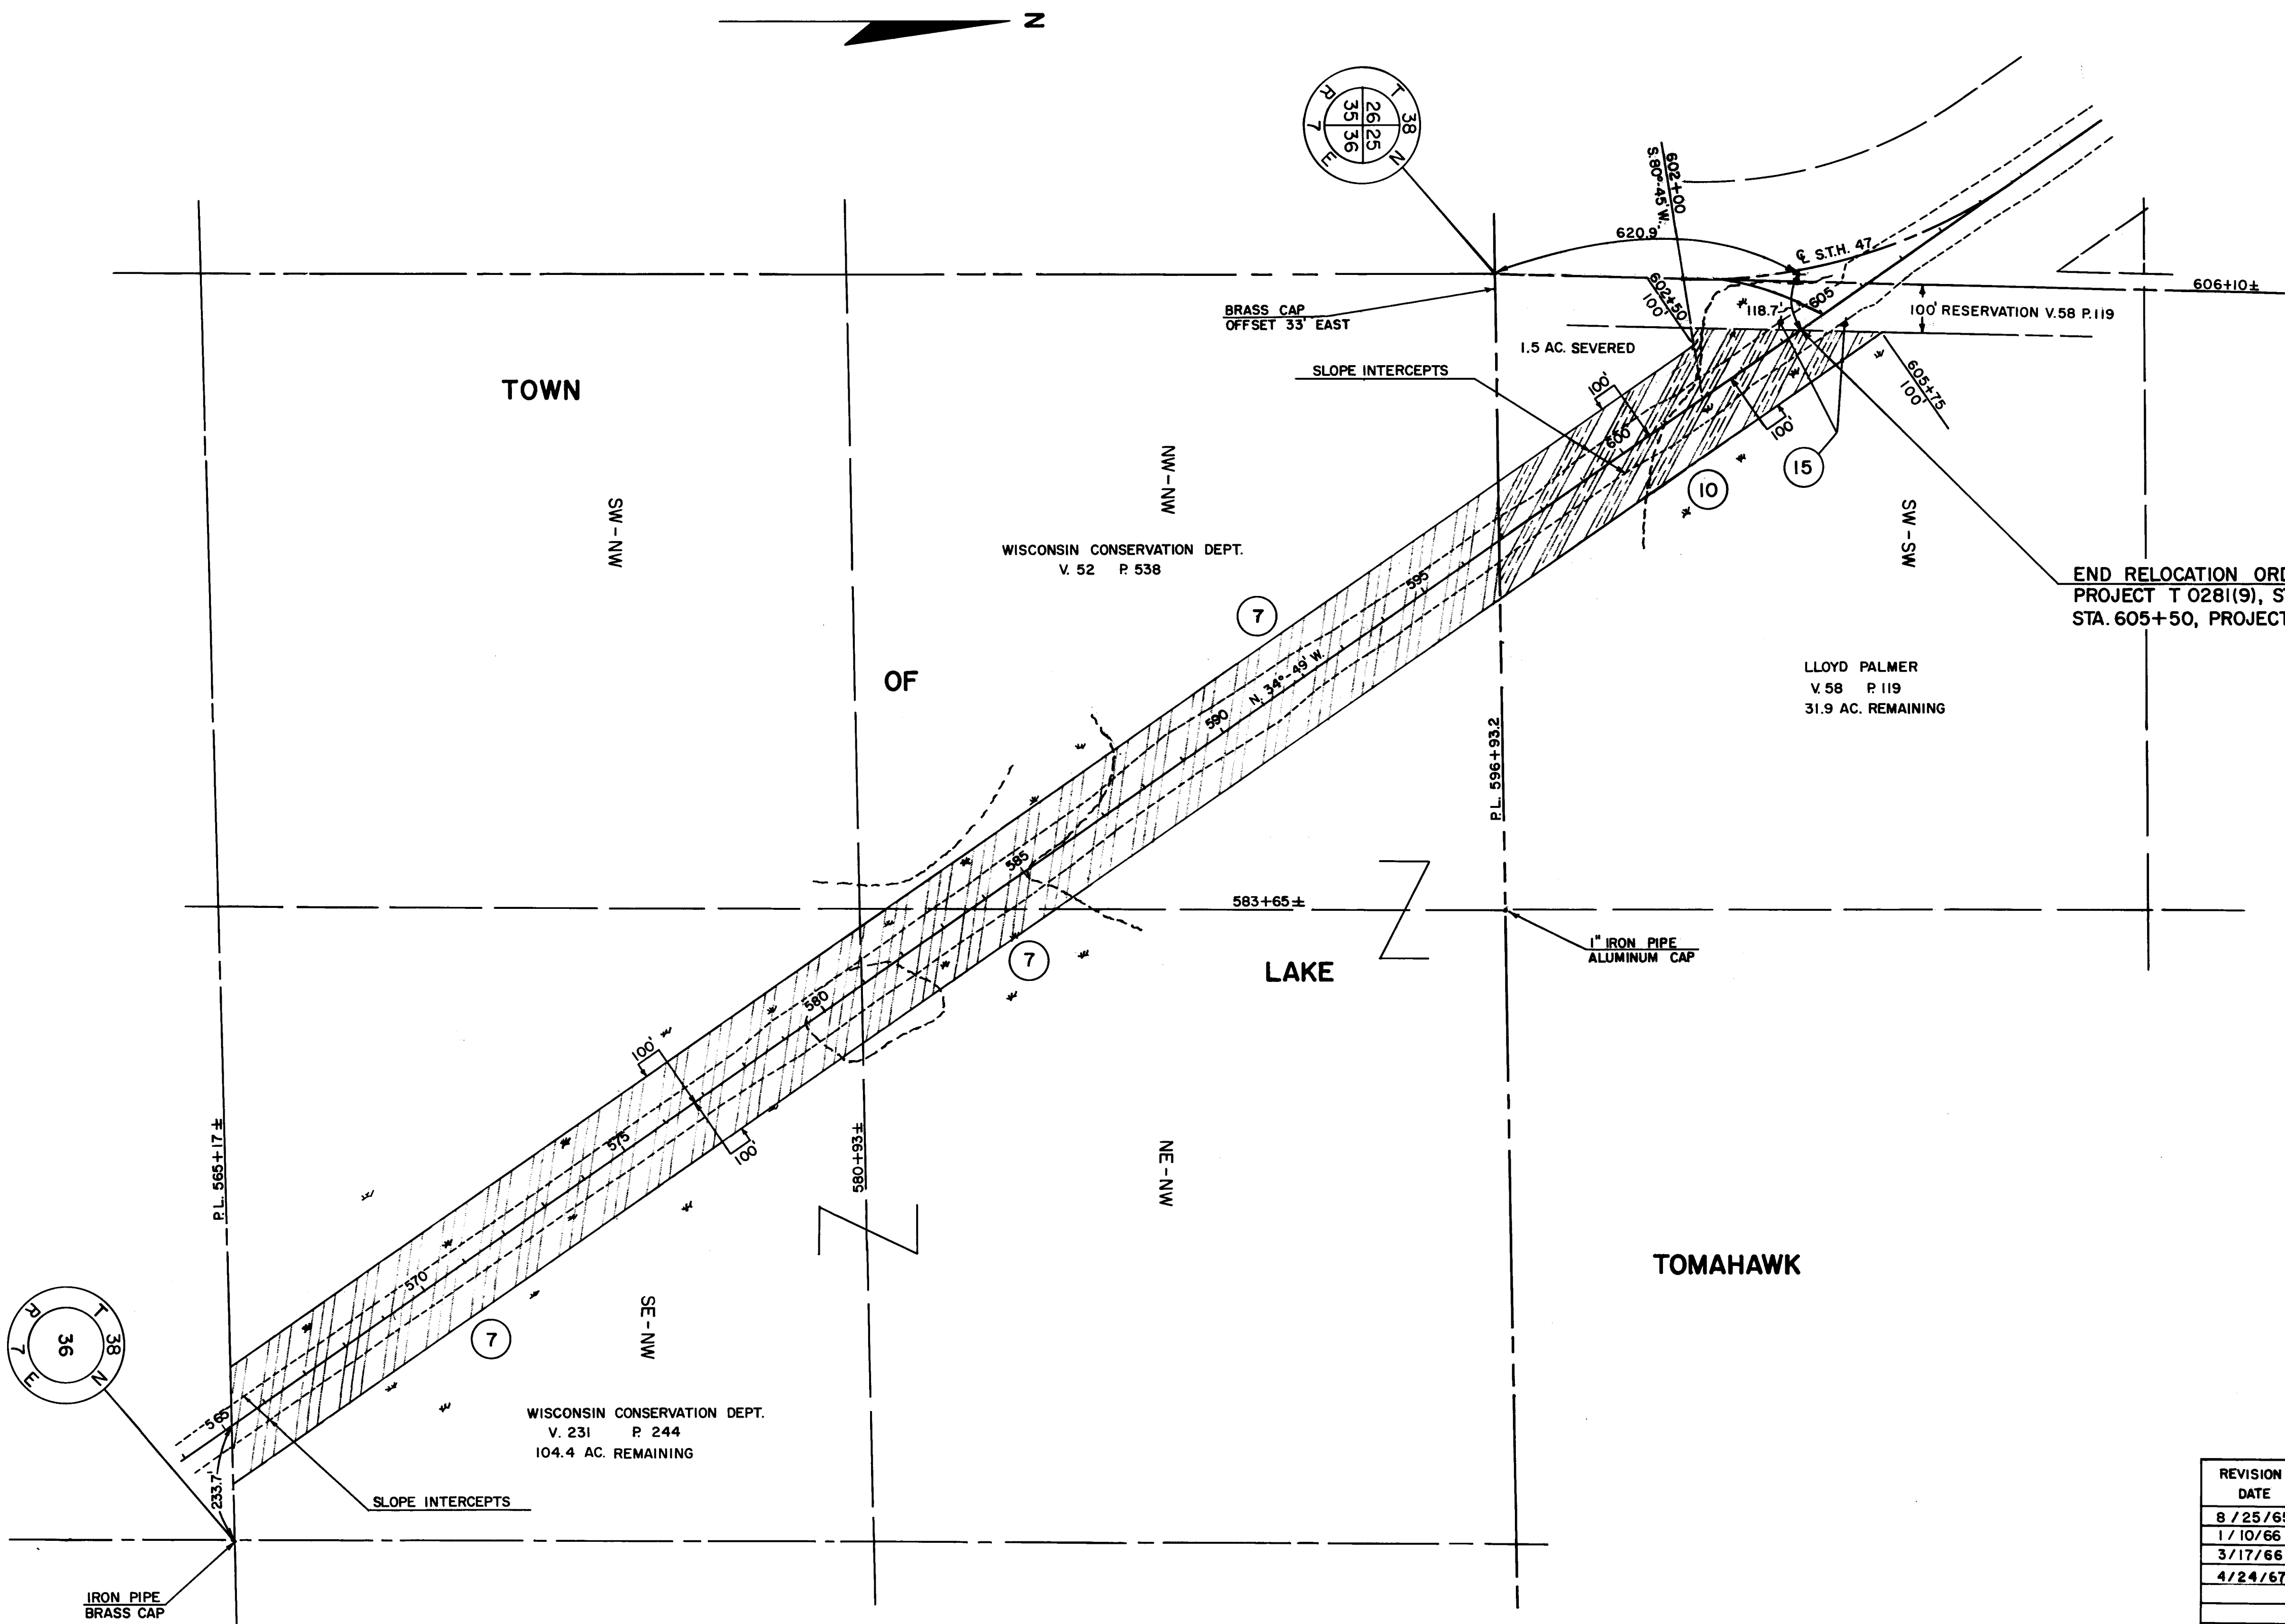 N
T 38 N
R 7 E
26 25
35 36
602+00
S.80°-45'W.
620.9'
℄ S.T.H. 47
602+50
100'
118.7'
605
606+10±
100' RESERVATION V.58 P.119
BRASS CAP
OFFSET 33' EAST
1.5 AC. SEVERED
SLOPE INTERCEPTS
605+75
100'
100'
100'
600
15
10
TOWN
SW-NW
NW-NW
SW-SW
WISCONSIN CONSERVATION DEPT.
V. 52 P. 538
END RELOCATION ORD
PROJECT T 0281(9), S
STA. 605+50, PROJECT
595
7
LLOYD PALMER
V. 58 P. 119
31.9 AC. REMAINING
OF
N. 34°-49' W.
590
P.L. 596+93.2
585
583+65±
1" IRON PIPE
ALUMINUM CAP
7
LAKE
580
100'
100'
575
580+93±
P.L. 565+17±
NE-NW
TOMAHAWK
570
7
SE-NW
T 38 N
R 7 E
36
565
233.7'
WISCONSIN CONSERVATION DEPT.
V. 231 P. 244
104.4 AC. REMAINING
SLOPE INTERCEPTS
IRON PIPE
BRASS CAP
REVISION
DATE
8/25/65
1/10/66
3/17/66
4/24/67